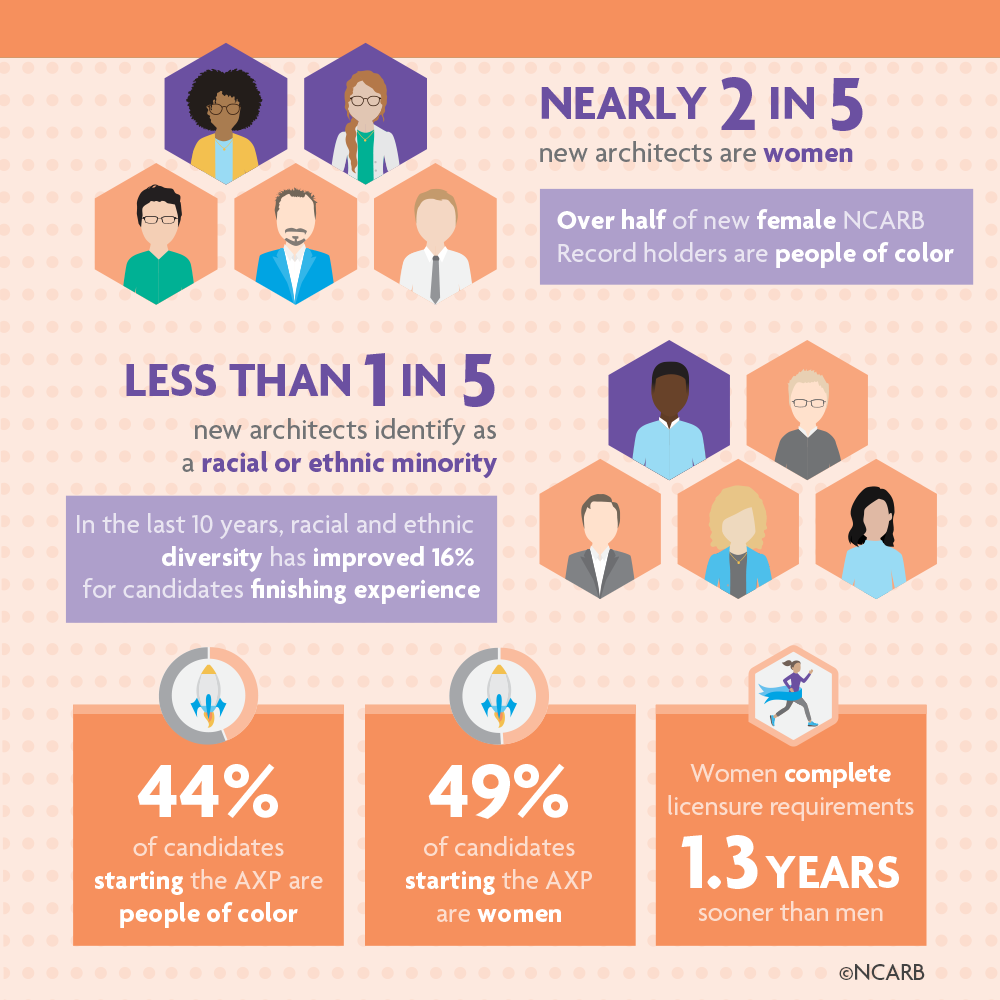 NEARLY 2 IN 5
new architects are women
Over half of new female NCARB
Record holders are people of color
LESS THAN 1 IN 5
new architects identify as
a racial or ethnic minority
In the last 10 years, racial and ethnic
diversity has improved 16%
for candidates finishing experience
44%
of candidates
starting the AXP are
people of color
49%
of candidates
starting the AXP
are women
Women complete
licensure requirements
1.3 YEARS
sooner than men
©NCARB